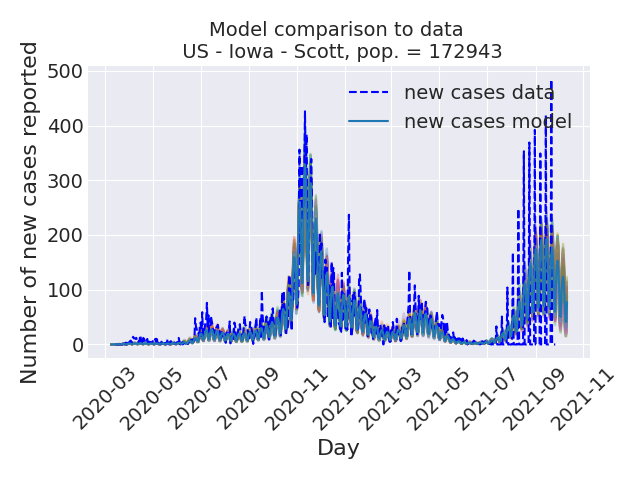 Model comparison to data
US - Iowa - Scott, pop. = 172943
Number of new cases reported
500
400
300
200
100
0
new cases data
new cases model
2020-03
2020-05
2020-07
2020-09
2020-11
2021-01
2021-03
2021-05
2021-07
2021-09
2021-11
Day